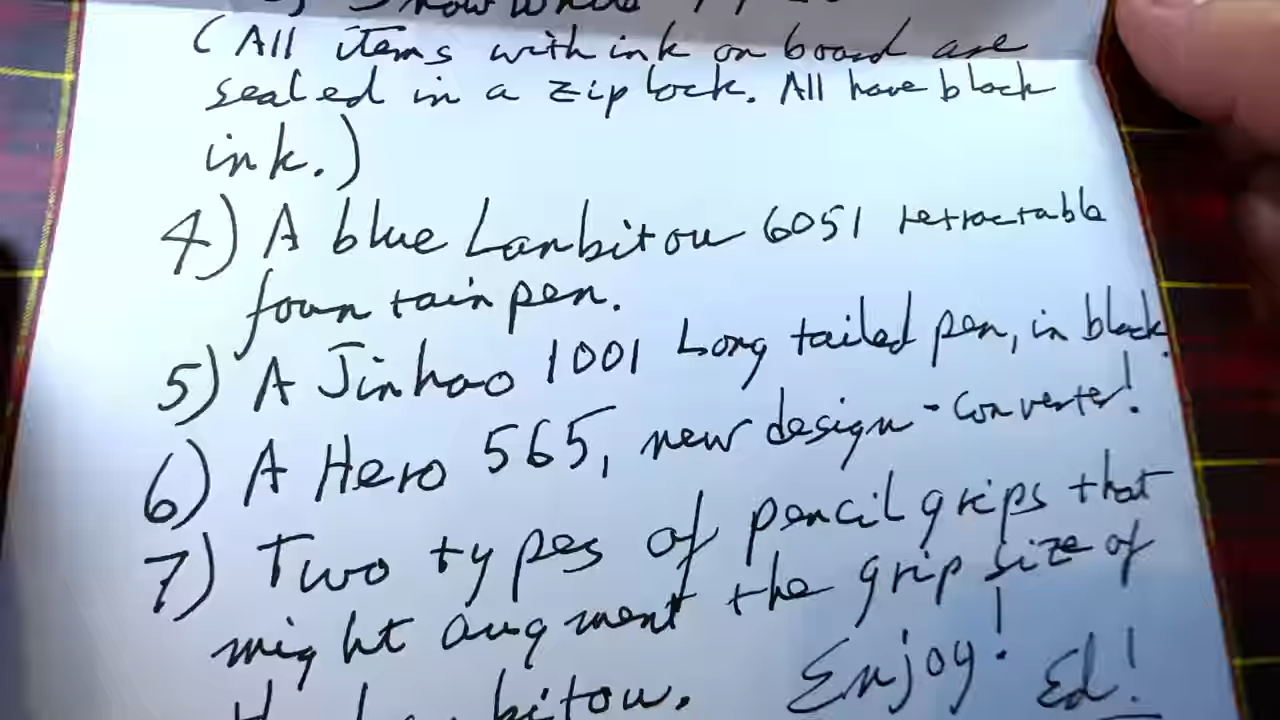 (All items with ink on board are
sealed in a zip lock. All have black
ink.)
4) A blue Lanbitou 6051 retractable
fountain pen.
5) A Jinhao 1001 Long tailed pen, in black.
6) A Hero 565, new design - converter!
7) Two types of pencil grips that
might augment the grip size of
Enjoy! Ed!